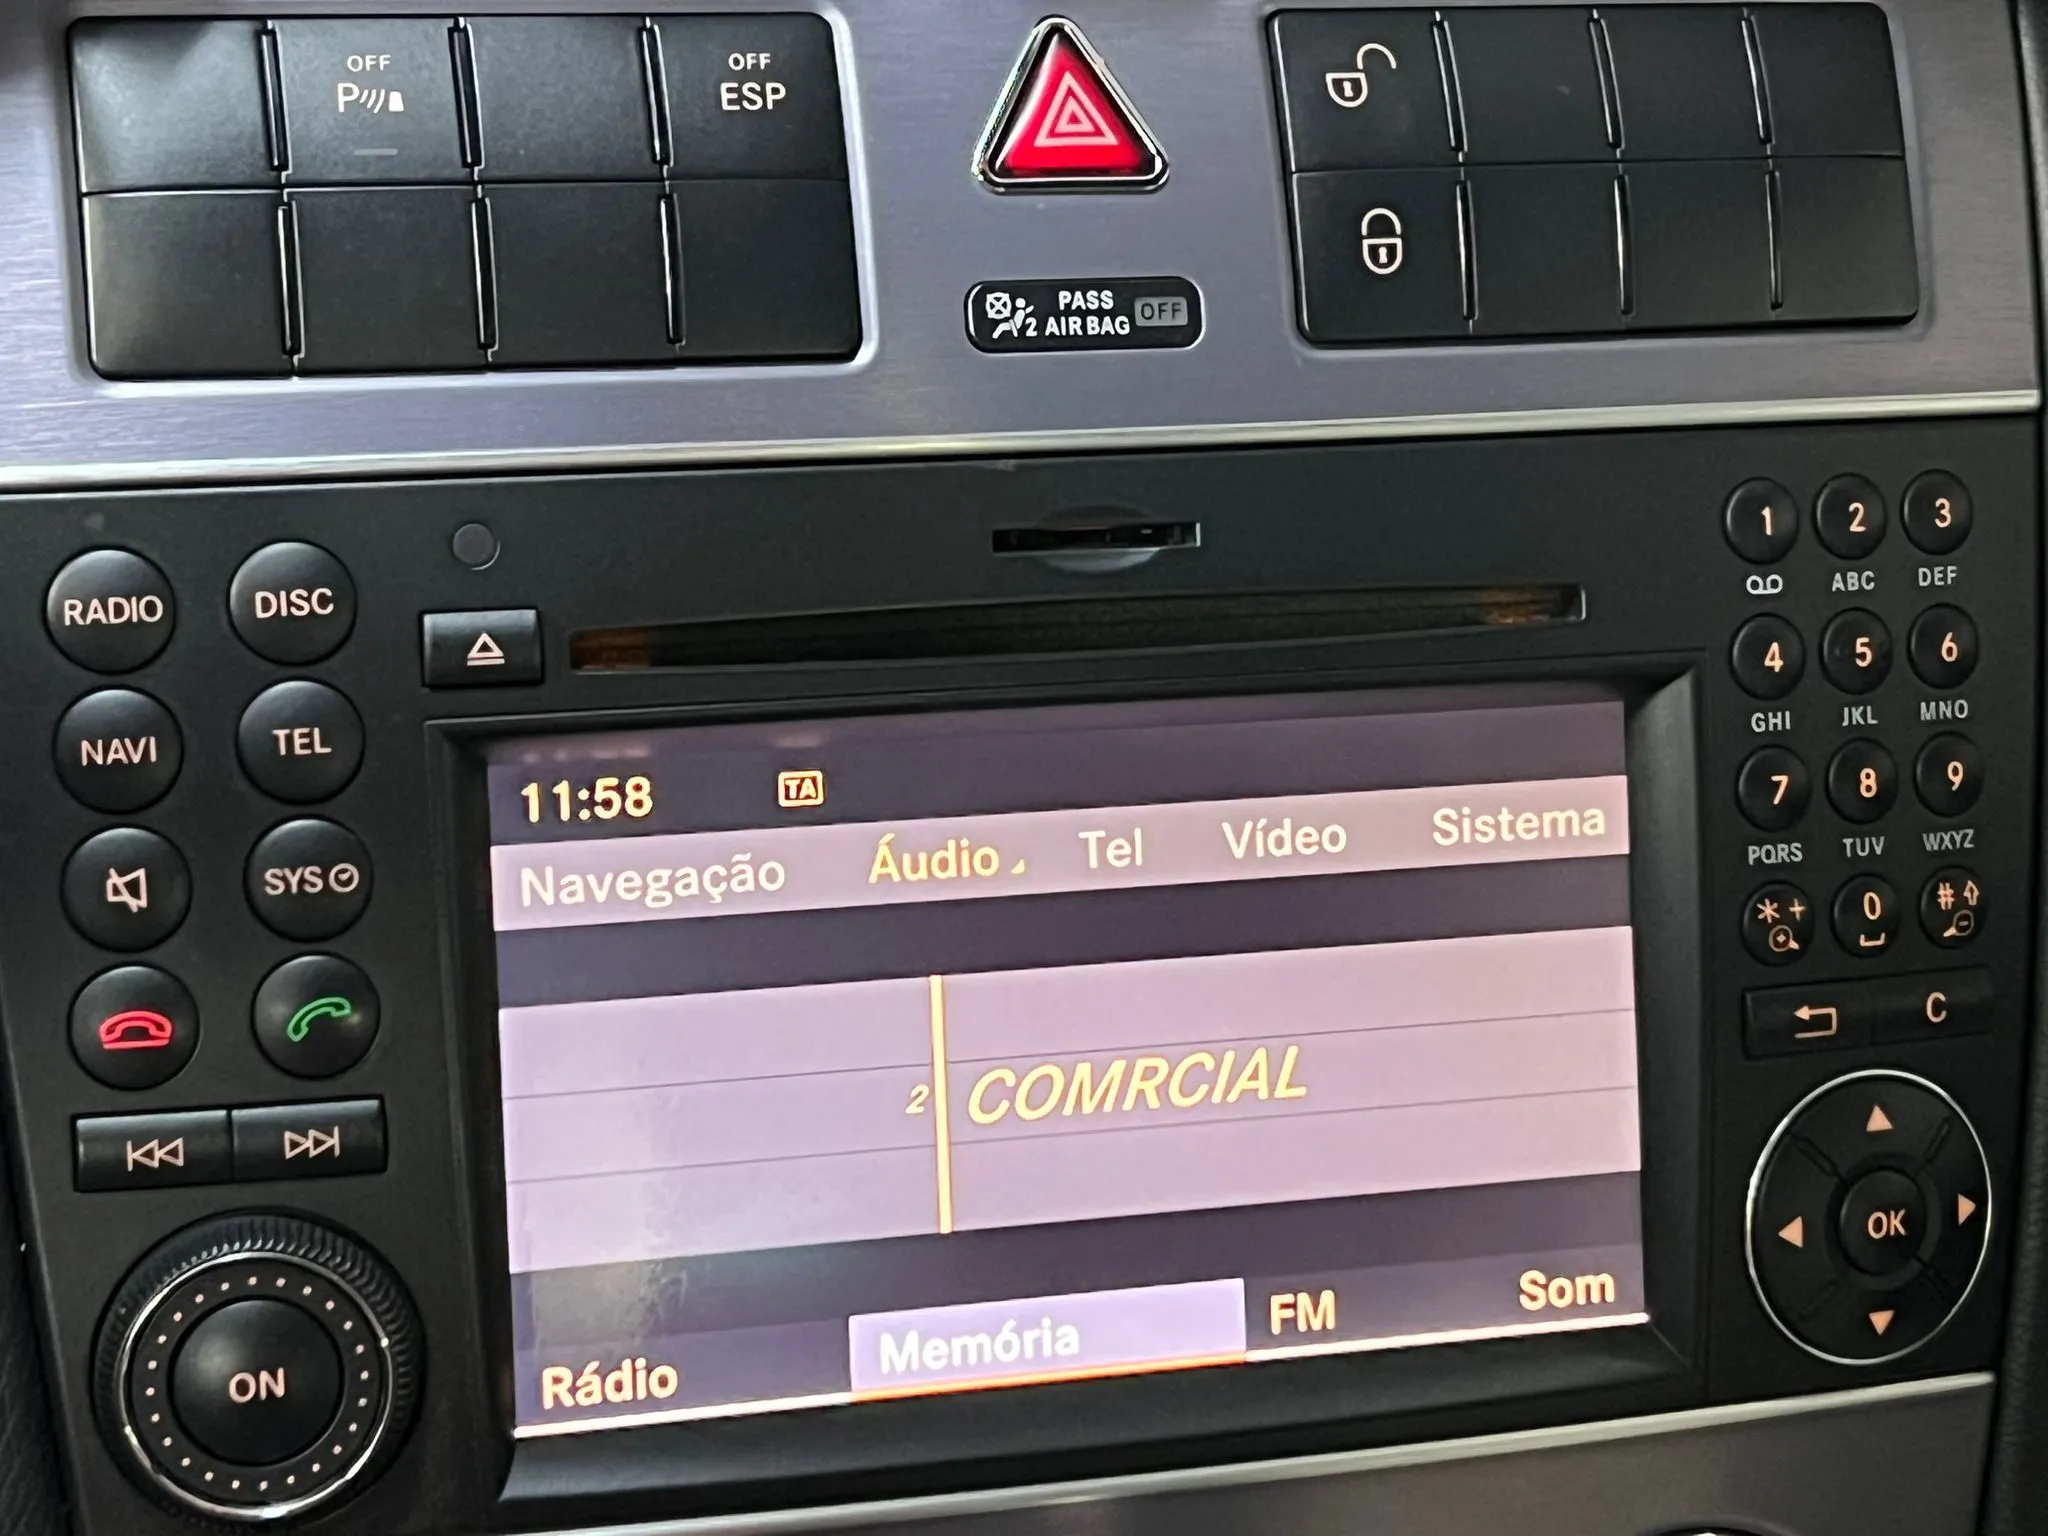 OFF
P
OFF
ESP
PASS
2 AIR BAG OFF
RADIO
DISC
NAVI
TEL
SYS
ON
11:58 TA
Navegação Áudio Tel Vídeo Sistema
2 COMRCIAL
Rádio Memória FM Som
1 2 3
ABC DEF
4 5 6
GHI JKL MNO
7 8 9
PQRS TUV WXYZ
* + 0 #
C
OK